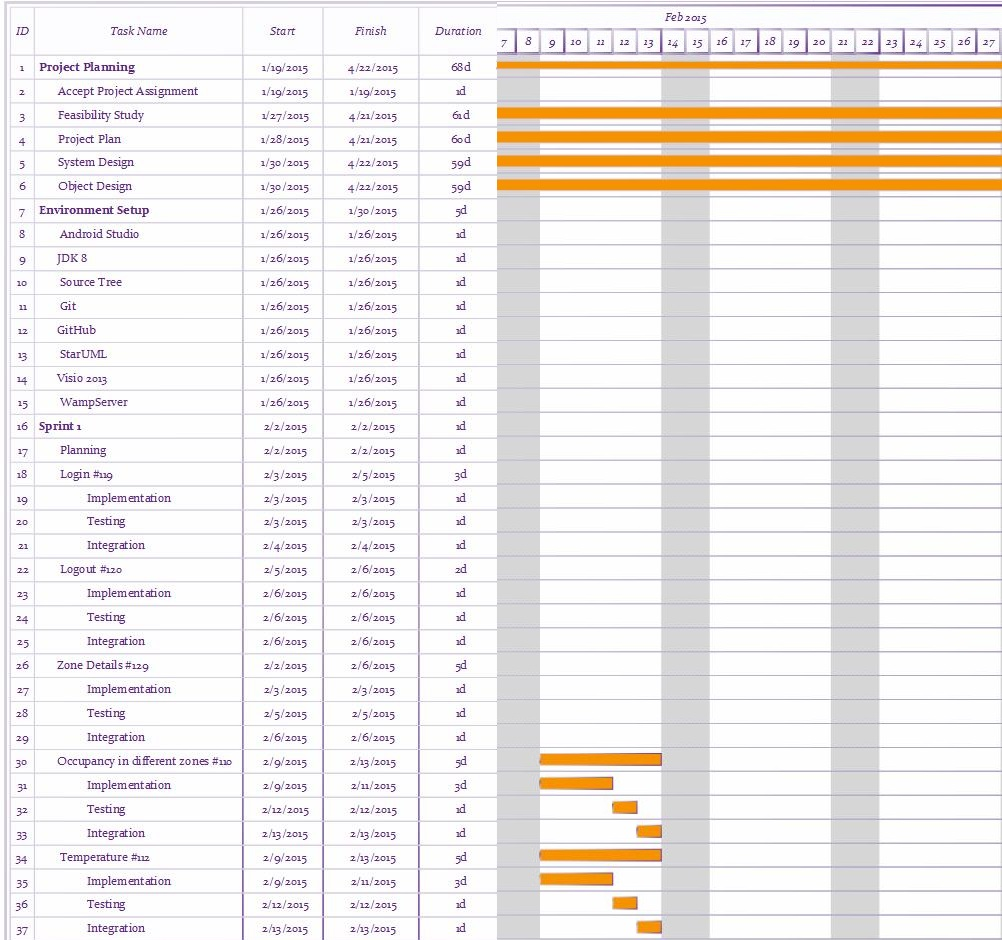 Feb 2015
ID Task Name Start Finish Duration
7 8 9 10 11 12 13 14 15 16 17 18 19 20 21 22 23 24 25 26 27
1 Project Planning 1/19/2015 4/22/2015 68d
2 Accept Project Assignment 1/19/2015 1/19/2015 1d
3 Feasibility Study 1/27/2015 4/21/2015 61d
4 Project Plan 1/28/2015 4/21/2015 60d
5 System Design 1/30/2015 4/22/2015 59d
6 Object Design 1/30/2015 4/22/2015 59d
7 Environment Setup 1/26/2015 1/30/2015 5d
8 Android Studio 1/26/2015 1/26/2015 1d
9 JDK 8 1/26/2015 1/26/2015 1d
10 Source Tree 1/26/2015 1/26/2015 1d
11 Git 1/26/2015 1/26/2015 1d
12 GitHub 1/26/2015 1/26/2015 1d
13 StarUML 1/26/2015 1/26/2015 1d
14 Visio 2013 1/26/2015 1/26/2015 1d
15 WampServer 1/26/2015 1/26/2015 1d
16 Sprint 1 2/2/2015 2/2/2015 1d
17 Planning 2/2/2015 2/2/2015 1d
18 Login #119 2/3/2015 2/5/2015 3d
19 Implementation 2/3/2015 2/3/2015 1d
20 Testing 2/3/2015 2/3/2015 1d
21 Integration 2/4/2015 2/4/2015 1d
22 Logout #120 2/5/2015 2/6/2015 2d
23 Implementation 2/6/2015 2/6/2015 1d
24 Testing 2/6/2015 2/6/2015 1d
25 Integration 2/6/2015 2/6/2015 1d
26 Zone Details #129 2/2/2015 2/6/2015 5d
27 Implementation 2/3/2015 2/3/2015 1d
28 Testing 2/5/2015 2/5/2015 1d
29 Integration 2/6/2015 2/6/2015 1d
30 Occupancy in different zones #110 2/9/2015 2/13/2015 5d
31 Implementation 2/9/2015 2/11/2015 3d
32 Testing 2/12/2015 2/12/2015 1d
33 Integration 2/13/2015 2/13/2015 1d
34 Temperature #112 2/9/2015 2/13/2015 5d
35 Implementation 2/9/2015 2/11/2015 3d
36 Testing 2/12/2015 2/12/2015 1d
37 Integration 2/13/2015 2/13/2015 1d